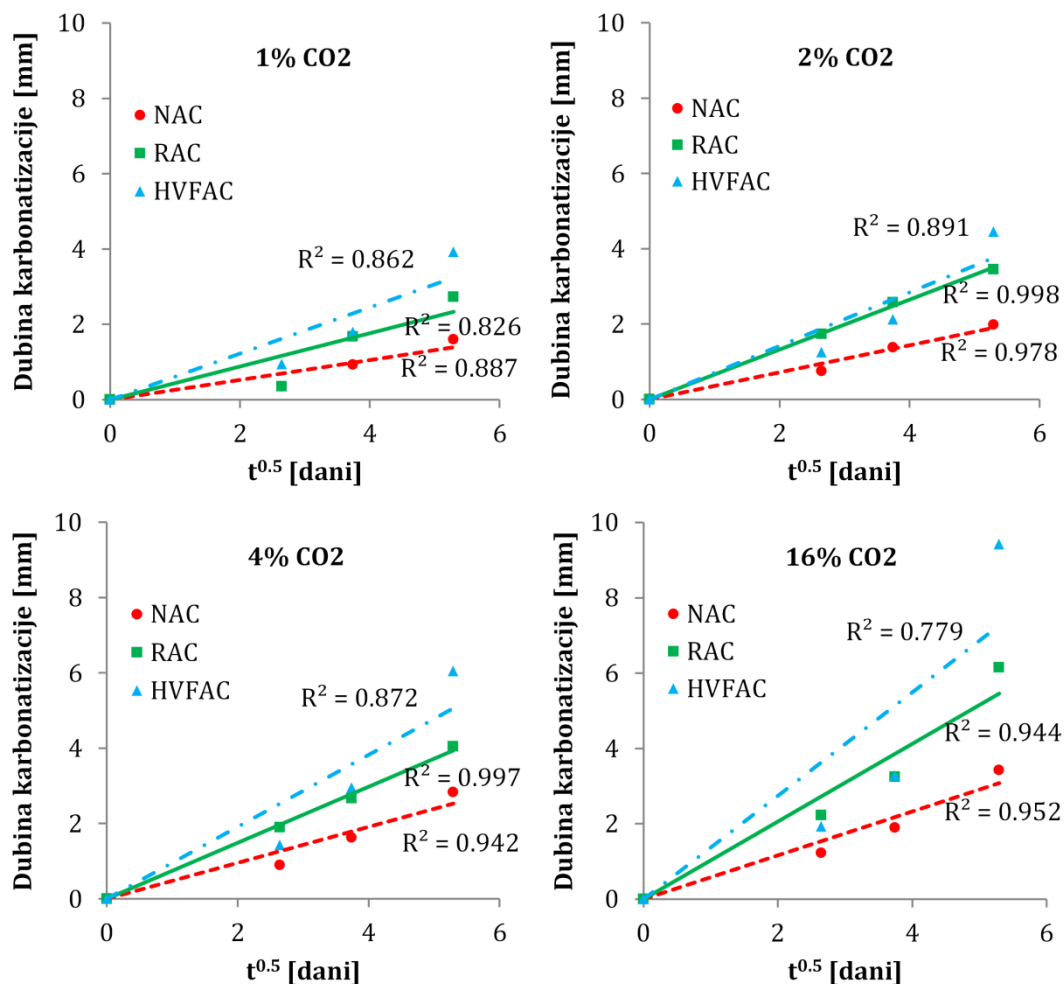 Dubina karbonatizacije [mm]
10
8
6
4
2
0
1% CO2
NAC
RAC
HVFAC
R² = 0.862
R² = 0.826
R² = 0.887
0 2 4 6
t^0.5 [dani]
Dubina karbonatizacije [mm]
10
8
6
4
2
0
2% CO2
NAC
RAC
HVFAC
R² = 0.891
R² = 0.998
R² = 0.978
0 2 4 6
t^0.5 [dani]
Dubina karbonatizacije [mm]
10
8
6
4
2
0
4% CO2
NAC
RAC
HVFAC
R² = 0.872
R² = 0.997
R² = 0.942
0 2 4 6
t^0.5 [dani]
Dubina karbonatizacije [mm]
10
8
6
4
2
0
16% CO2
NAC
RAC
HVFAC
R² = 0.779
R² = 0.944
R² = 0.952
0 2 4 6
t^0.5 [dani]